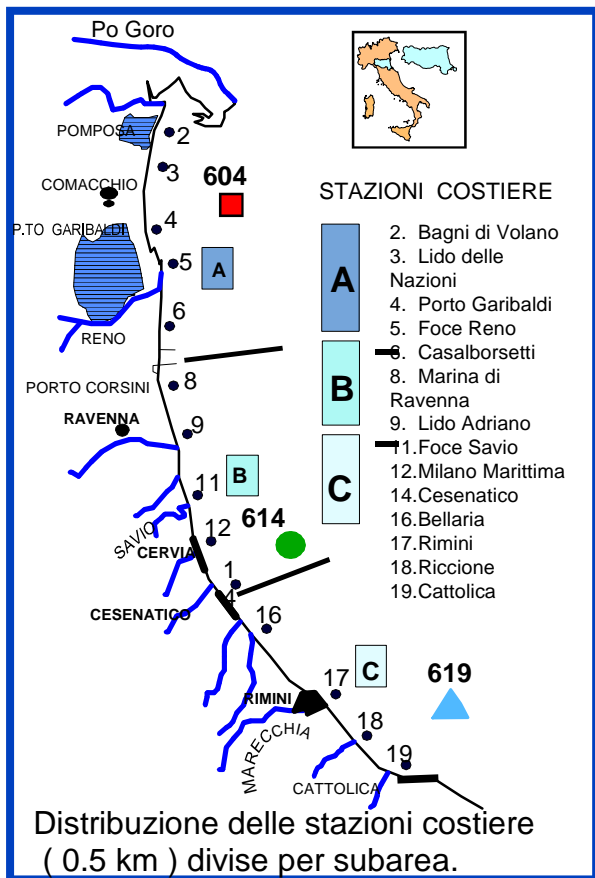 Po Goro
POMPOSA
2
3
604
COMACCHIO
P.TO GARIBALDI
4
5
A
6
RENO
PORTO CORSINI
8
RAVENNA
9
11
B
SAVIO
12
614
CERVIA
1
4
CESENATICO
16
17
C
619
RIMINI
MARECCHIA
18
19
CATTOLICA
STAZIONI COSTIERE
A
B
C
2. Bagni di Volano
3. Lido delle
Nazioni
4. Porto Garibaldi
5. Foce Reno
6. Casalborsetti
8. Marina di
Ravenna
9. Lido Adriano
11.Foce Savio
12.Milano Marittima
14.Cesenatico
16.Bellaria
17.Rimini
18.Riccione
19.Cattolica
Distribuzione delle stazioni costiere
( 0.5 km ) divise per subarea.